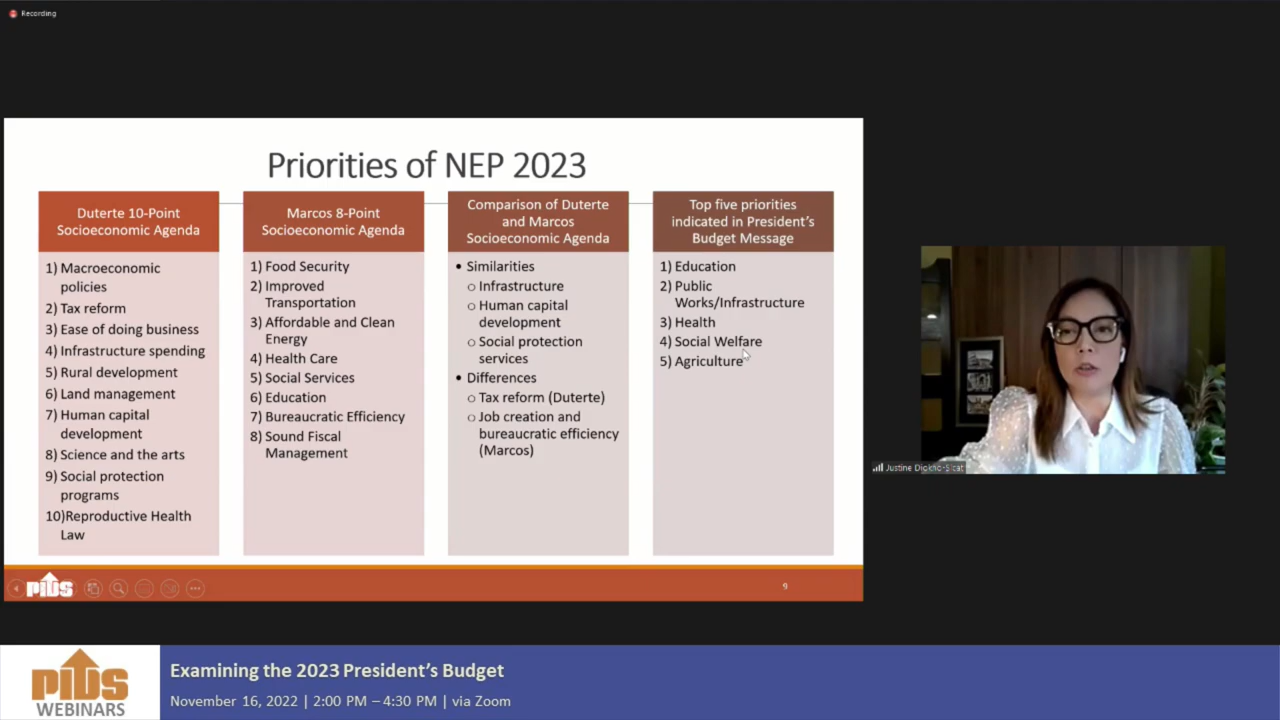 Recording
Priorities of NEP 2023
Duterte 10-Point
Socioeconomic Agenda
1) Macroeconomic
policies
2) Tax reform
3) Ease of doing business
4) Infrastructure spending
5) Rural development
6) Land management
7) Human capital
development
8) Science and the arts
9) Social protection
programs
10)Reproductive Health
Law
Marcos 8-Point
Socioeconomic Agenda
1) Food Security
2) Improved
Transportation
3) Affordable and Clean
Energy
4) Health Care
5) Social Services
6) Education
7) Bureaucratic Efficiency
8) Sound Fiscal
Management
Comparison of Duterte
and Marcos
Socioeconomic Agenda
• Similarities
o Infrastructure
o Human capital
development
o Social protection
services
• Differences
o Tax reform (Duterte)
o Job creation and
bureaucratic efficiency
(Marcos)
Top five priorities
indicated in President's
Budget Message
1) Education
2) Public
Works/Infrastructure
3) Health
4) Social Welfare
5) Agriculture
PIDS
9
Justine Diokno-Sicat
PIDS
WEBINARS
Examining the 2023 President's Budget
November 16, 2022 | 2:00 PM – 4:30 PM | via Zoom